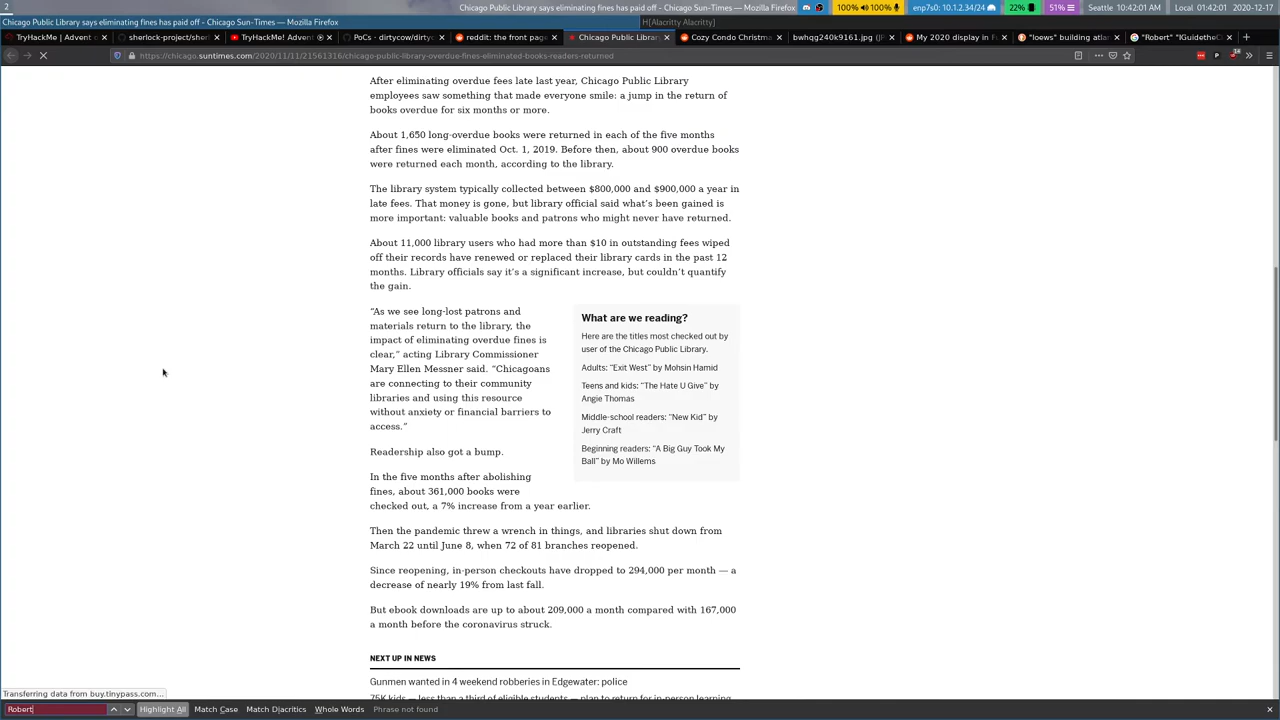 2
Chicago Public Library says eliminating fines has paid off - Chicago Sun-Times — Mozilla Firefox
100% 100% enp7s0: 10.1.2.34/24 22% 51% Seattle 10:42:01 AM Local 01:42:01 2020-12-17
Chicago Public Library says eliminating fines has paid off - Chicago Sun-Times — Mozilla Firefox
H[Alacritty Alacritty]
TryHackMe | Advent o
sherlock-project/sherl
TryHackMe! Advent
PoCs · dirtycow/dirtyc
reddit: the front page
Chicago Public Library
Cozy Condo Christma
bwhqg240k9161.jpg (J
My 2020 display in F
"loews" building atlan
"Robert" "IGuidetheC
https://chicago.suntimes.com/2020/11/11/21561316/chicago-public-library-overdue-fines-eliminated-books-readers-returned
After eliminating overdue fees late last year, Chicago Public Library
employees saw something that made everyone smile: a jump in the return of
books overdue for six months or more.
About 1,650 long-overdue books were returned in each of the five months
after fines were eliminated Oct. 1, 2019. Before then, about 900 overdue books
were returned each month, according to the library.
The library system typically collected between $800,000 and $900,000 a year in
late fees. That money is gone, but library official said what's been gained is
more important: valuable books and patrons who might never have returned.
About 11,000 library users who had more than $10 in outstanding fees wiped
off their records have renewed or replaced their library cards in the past 12
months. Library officials say it's a significant increase, but couldn't quantify
the gain.
“As we see long-lost patrons and
materials return to the library, the
impact of eliminating overdue fines is
clear,” acting Library Commissioner
Mary Ellen Messner said. “Chicagoans
are connecting to their community
libraries and using this resource
without anxiety or financial barriers to
access.”
What are we reading?
Here are the titles most checked out by
user of the Chicago Public Library.
Adults: “Exit West” by Mohsin Hamid
Teens and kids: “The Hate U Give” by
Angie Thomas
Middle-school readers: “New Kid” by
Jerry Craft
Beginning readers: “A Big Guy Took My
Ball” by Mo Willems
Readership also got a bump.
In the five months after abolishing
fines, about 361,000 books were
checked out, a 7% increase from a year earlier.
Then the pandemic threw a wrench in things, and libraries shut down from
March 22 until June 8, when 72 of 81 branches reopened.
Since reopening, in-person checkouts have dropped to 294,000 per month — a
decrease of nearly 19% from last fall.
But ebook downloads are up to about 209,000 a month compared with 167,000
a month before the coronavirus struck.
NEXT UP IN NEWS
Gunmen wanted in 4 weekend robberies in Edgewater: police
75K kids — less than a third of eligible students — plan to return for in-person learning
Transferring data from buy.tinypass.com...
Robert
Highlight All Match Case Match Diacritics Whole Words Phrase not found